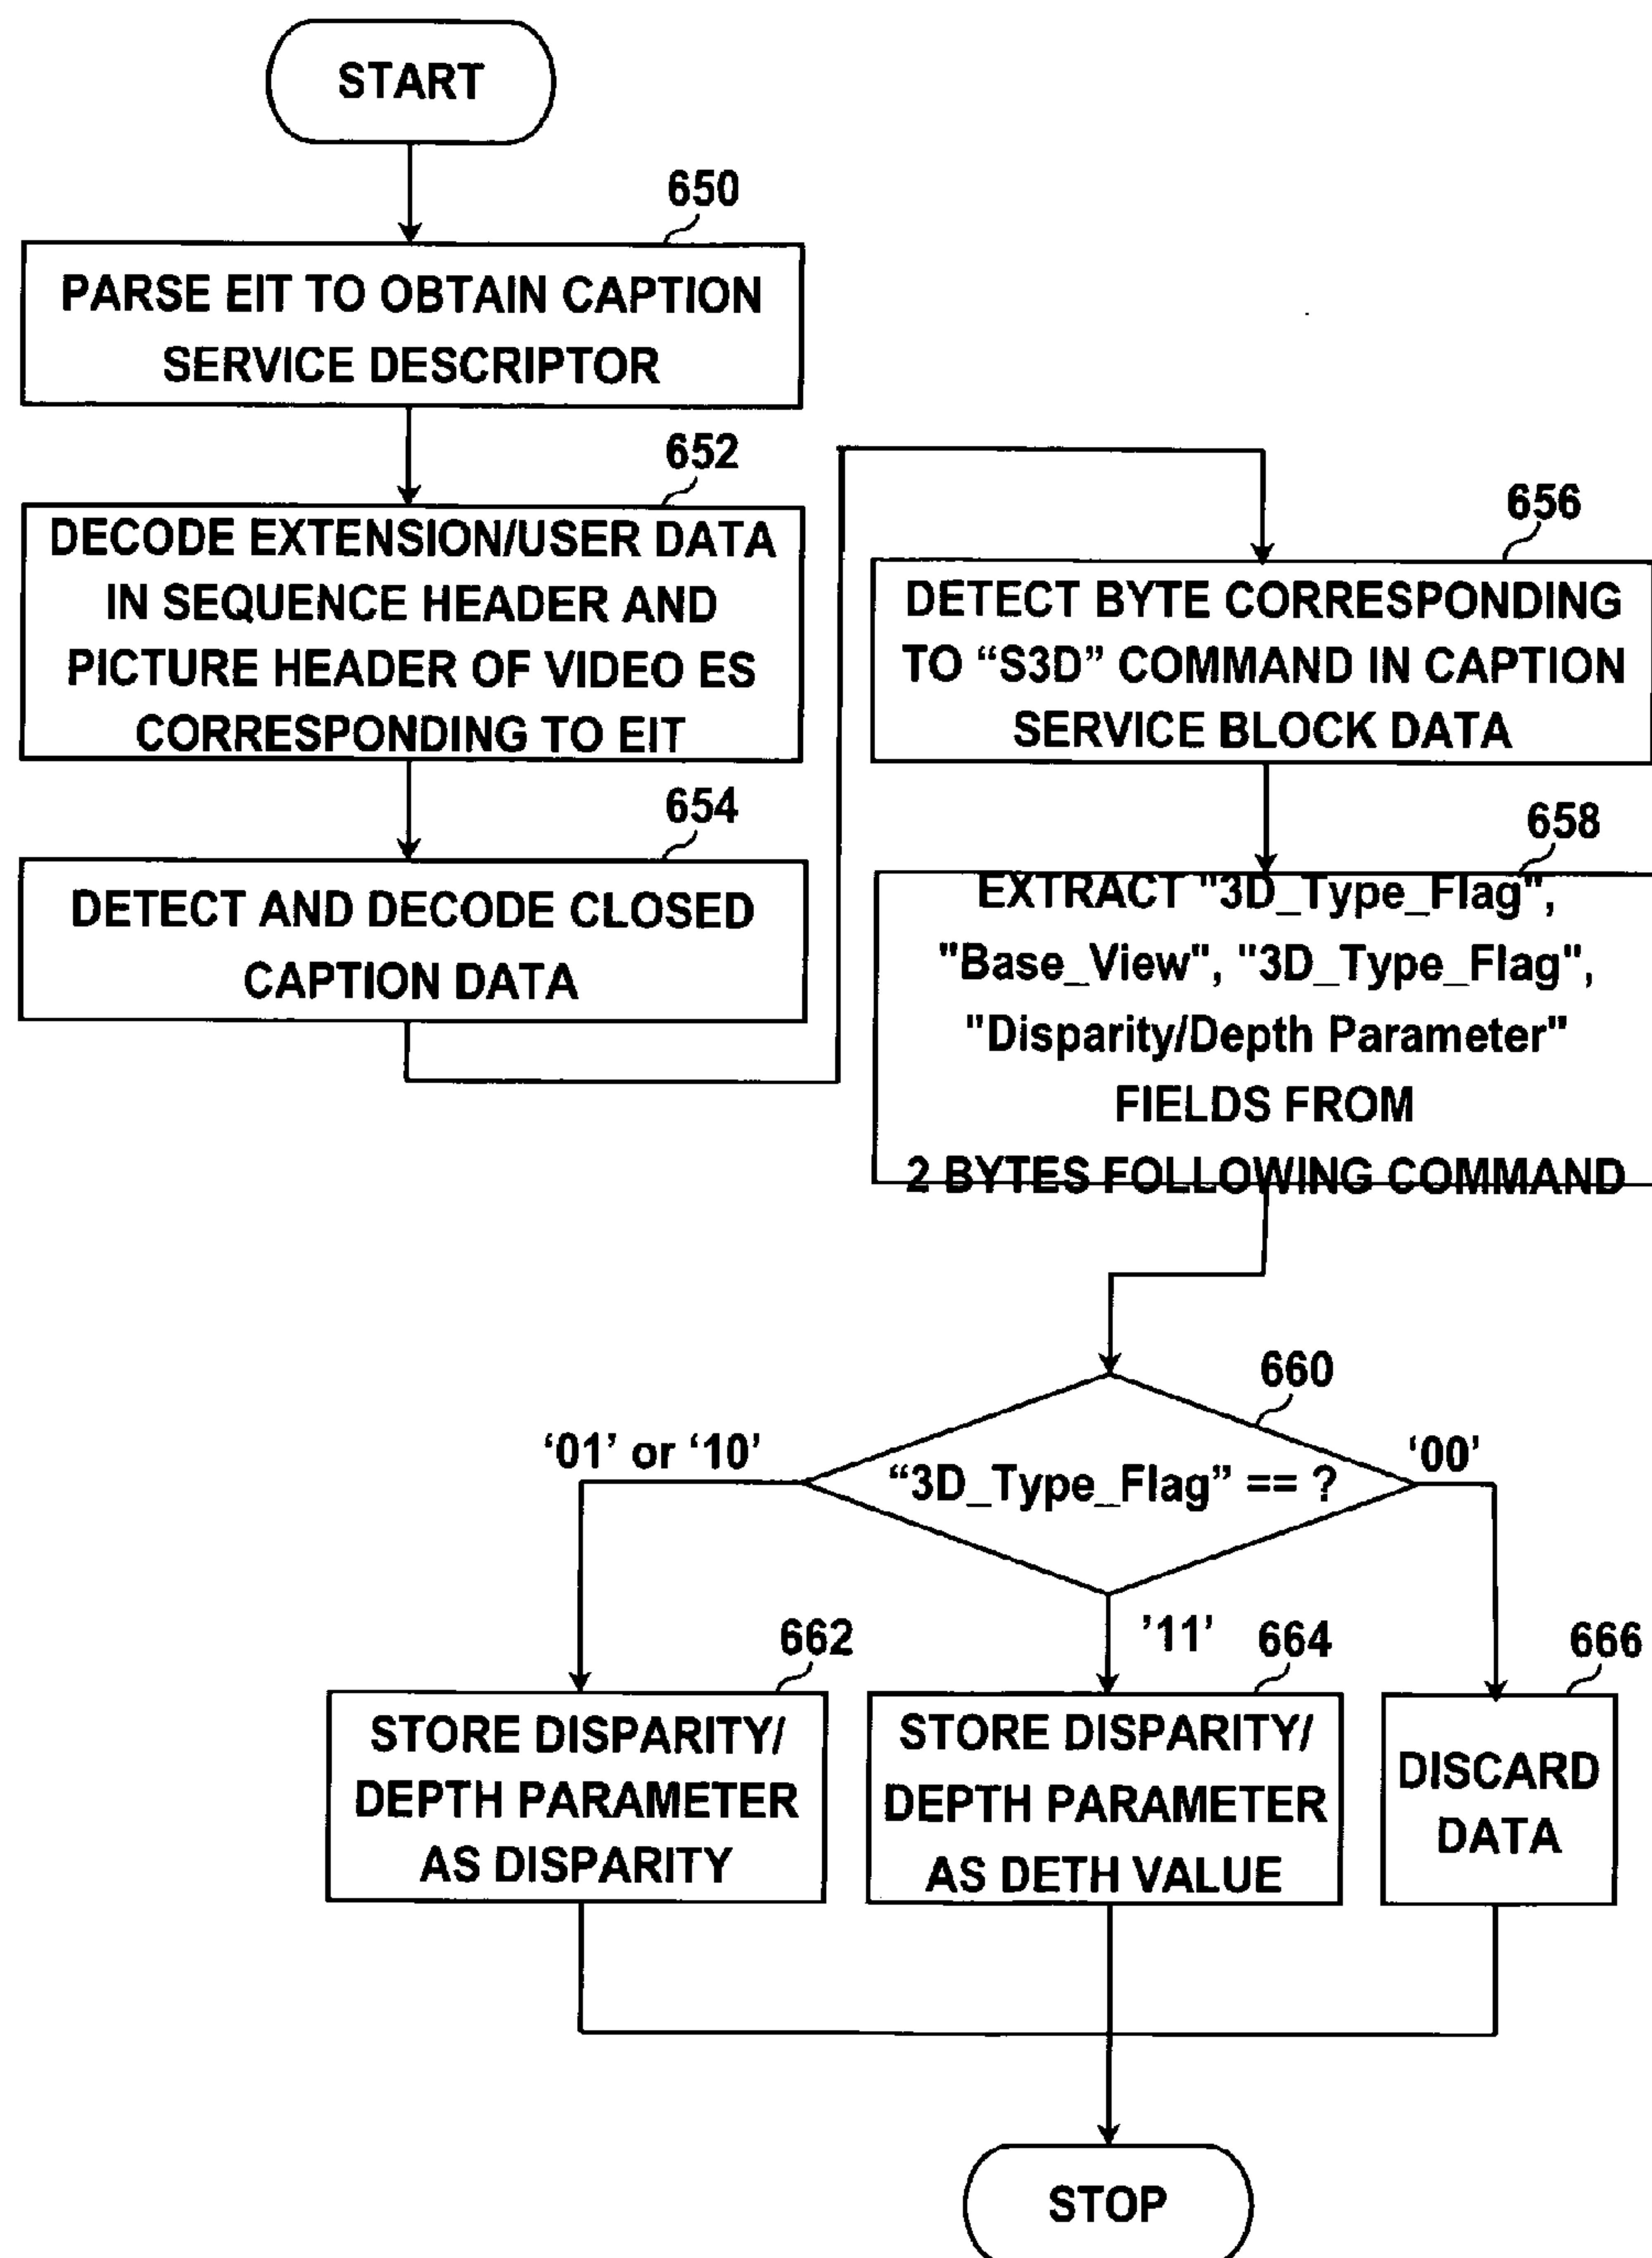 START
650
PARSE EIT TO OBTAIN CAPTION
SERVICE DESCRIPTOR
652
DECODE EXTENSION/USER DATA
IN SEQUENCE HEADER AND
PICTURE HEADER OF VIDEO ES
CORRESPONDING TO EIT
654
DETECT AND DECODE CLOSED
CAPTION DATA
656
DETECT BYTE CORRESPONDING
TO “S3D” COMMAND IN CAPTION
SERVICE BLOCK DATA
658
EXTRACT "3D_Type_Flag",
"Base_View", "3D_Type_Flag",
"Disparity/Depth Parameter"
FIELDS FROM
2 BYTES FOLLOWING COMMAND
660
“3D_Type_Flag” == ?
‘01’ or ‘10’
’11’
‘00’
662
STORE DISPARITY/
DEPTH PARAMETER
AS DISPARITY
664
STORE DISPARITY/
DEPTH PARAMETER
AS DETH VALUE
666
DISCARD
DATA
STOP